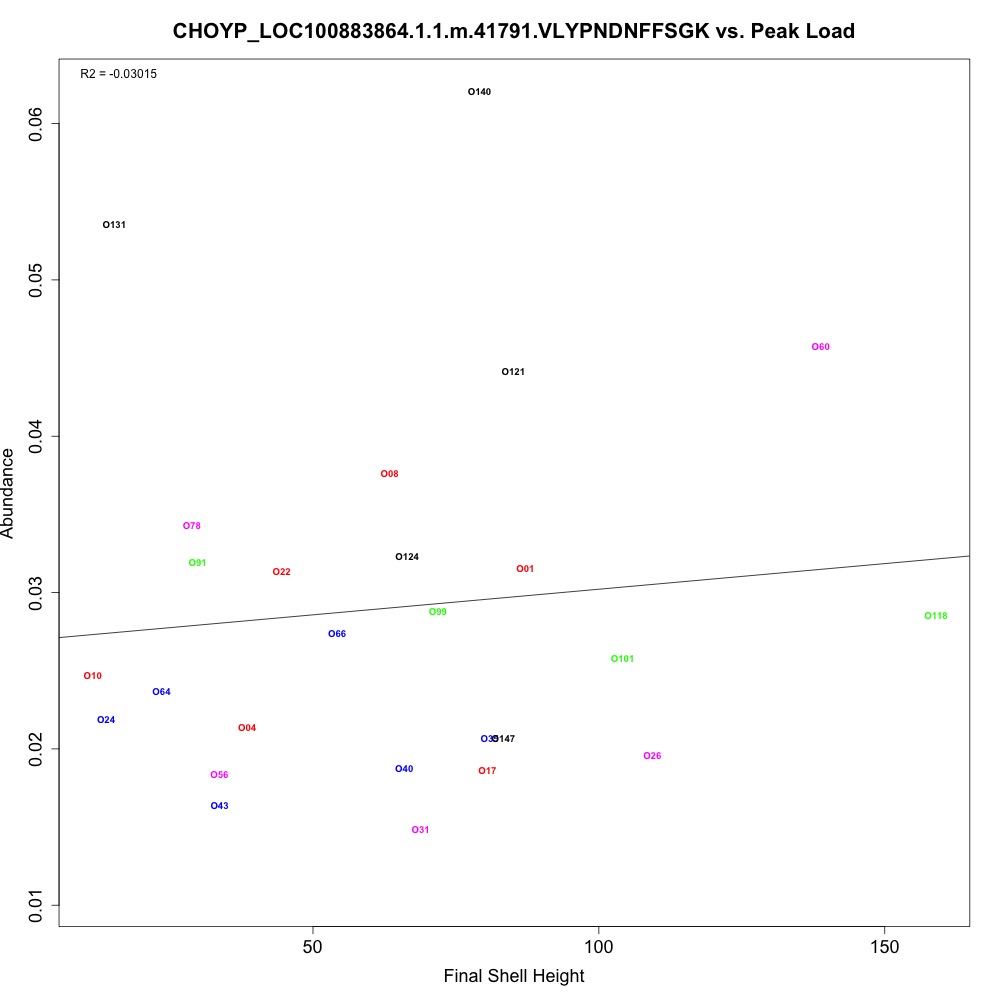 CHOYP_LOC100883864.1.1.m.41791.VLYPNDNFFSGK vs. Peak Load
R2 = -0.03015
O140
0.06
O131
0.05
O60
O121
0.04
O08
Abundance
O78
O124
O91
O22
O01
0.03
O99
O118
O66
O101
O10
O64
O24
O04
0.02
O147
O26
O40
O17
O56
O43
O31
0.01
50
100
150
Final Shell Height